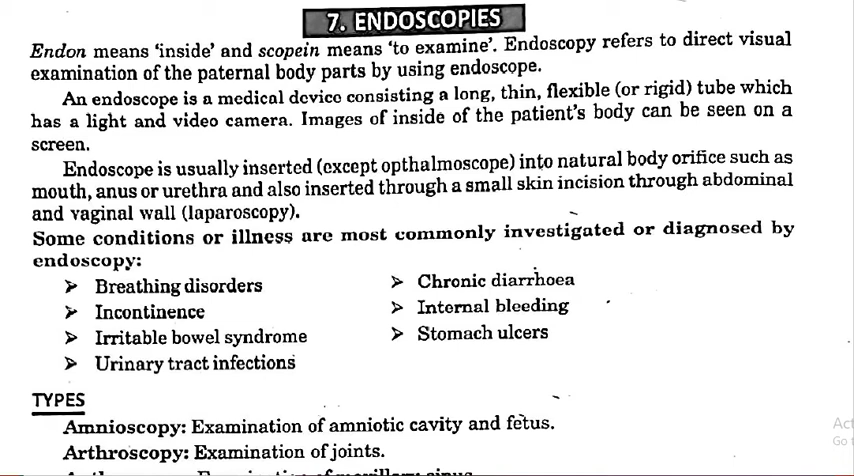 7. ENDOSCOPIES
Endon means 'inside' and scopein means 'to examine'. Endoscopy refers to direct visual
examination of the paternal body parts by using endoscope.
An endoscope is a medical device consisting a long, thin, flexible (or rigid) tube which
has a light and video camera. Images of inside of the patient's body can be seen on a
screen.
Endoscope is usually inserted (except opthalmoscope) into natural body orifice such as
mouth, anus or urethra and also inserted through a small skin incision through abdominal
and vaginal wall (laparoscopy).
Some conditions or illness are most commonly investigated or diagnosed by
endoscopy:
➤ Breathing disorders
➤ Incontinence
➤ Irritable bowel syndrome
➤ Urinary tract infections
➤ Chronic diarrhoea
➤ Internal bleeding
➤ Stomach ulcers
TYPES
Amnioscopy: Examination of amniotic cavity and fetus.
Arthroscopy: Examination of joints.
Act
Go t